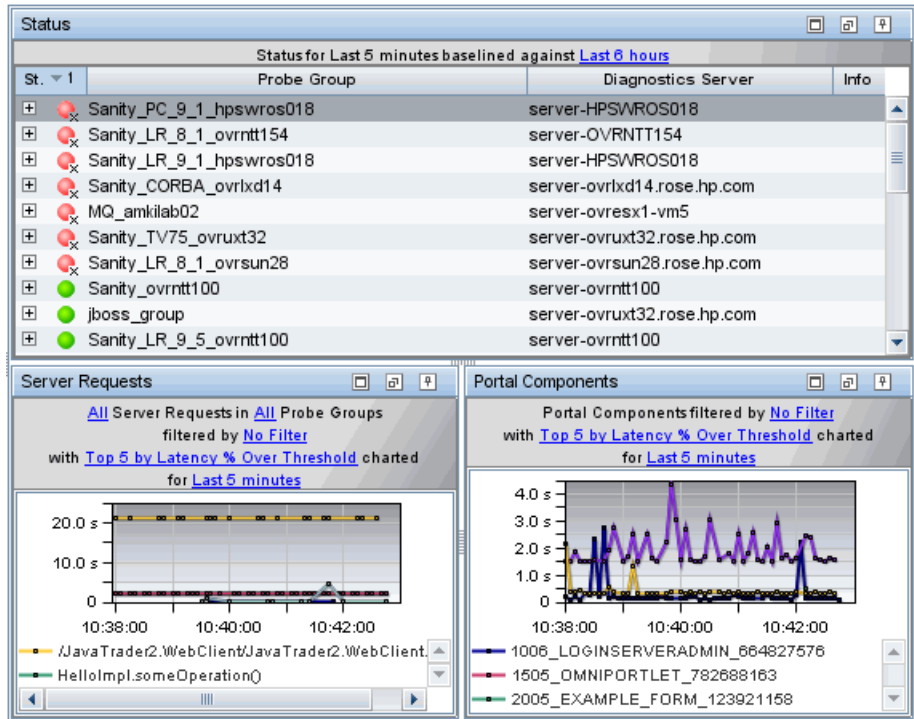 Status
Status for Last 5 minutes baselined against Last 6 hours
St. 1 Probe Group Diagnostics Server Info
Sanity_PC_9_1_hpswros018 server-HPSWROS018
Sanity_LR_8_1_ovrntt154 server-OVRNTT154
Sanity_LR_9_1_hpswros018 server-HPSWROS018
Sanity_CORBA_ovrlxd14 server-ovrlxd14.rose.hp.com
MQ_amkilab02 server-ovresx1-vm5
Sanity_TV75_ovruxt32 server-ovruxt32.rose.hp.com
Sanity_LR_8_1_ovrsun28 server-ovrsun28.rose.hp.com
Sanity_ovrntt100 server-ovrntt100
jboss_group server-ovruxt32.rose.hp.com
Sanity_LR_9_5_ovrntt100 server-ovrntt100
Server Requests
All Server Requests in All Probe Groups
filtered by No Filter
with Top 5 by Latency % Over Threshold charted
for Last 5 minutes
20.0 s
10.0 s
0
10:38:00 10:40:00 10:42:00
/JavaTrader2.WebClient/JavaTrader2.WebClient.
HelloImpl.someOperation()
Portal Components
Portal Components filtered by No Filter
with Top 5 by Latency % Over Threshold charted
for Last 5 minutes
4.0 s
3.0 s
2.0 s
1.0 s
0
10:38:00 10:40:00 10:42:00
1006_LOGINSERVERADMIN_664827576
1505_OMNIPORTLET_782688163
2005_EXAMPLE_FORM_123921158